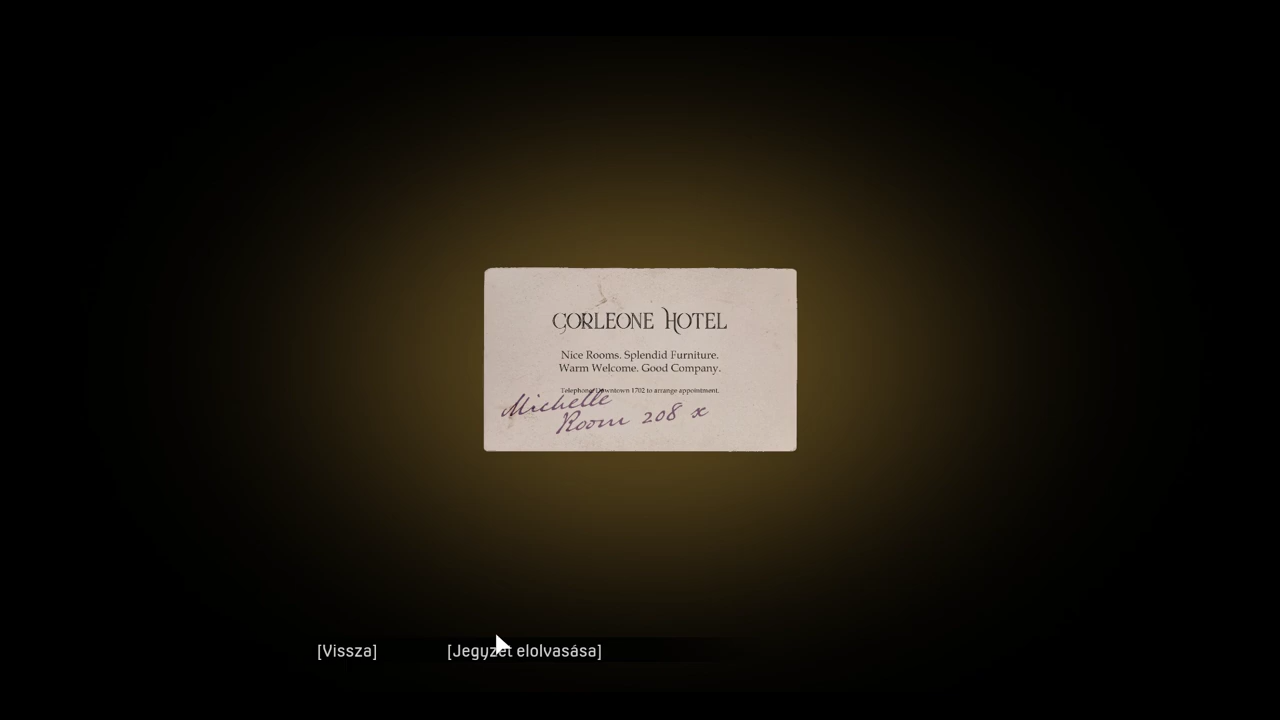 CORLEONE HOTEL
Nice Rooms. Splendid Furniture.
Warm Welcome. Good Company.
Telephone Downtown 1702 to arrange appointment.
Michelle
Room 208 x
[Vissza] [Jegyzet elolvasása]